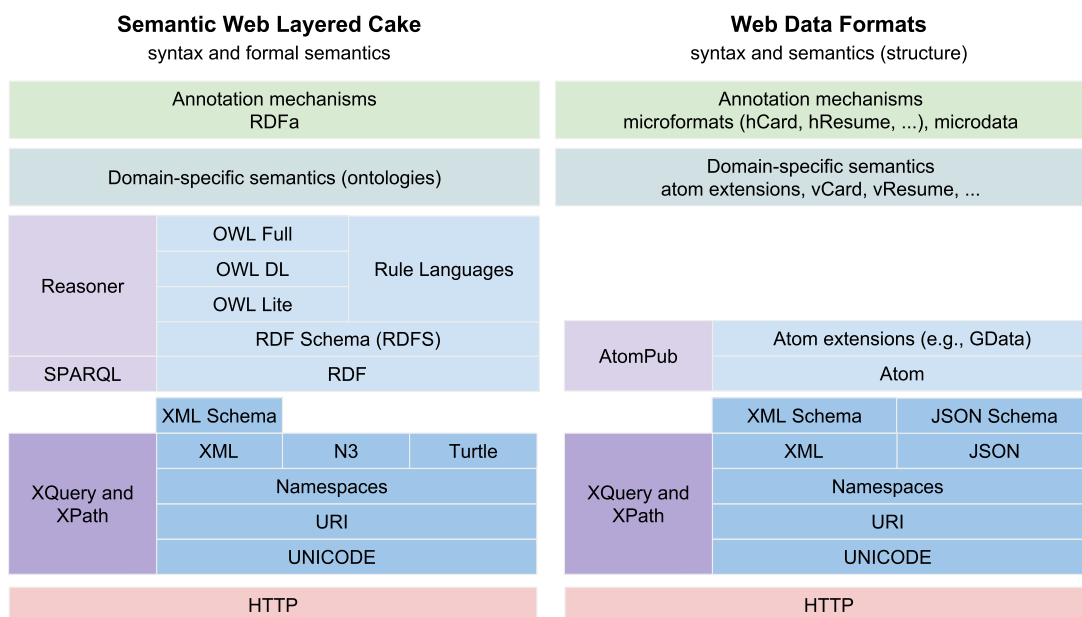 Semantic Web Layered Cake
syntax and formal semantics
Annotation mechanisms
RDFa
Domain-specific semantics (ontologies)
Reasoner
OWL Full
OWL DL
OWL Lite
Rule Languages
RDF Schema (RDFS)
SPARQL
RDF
XML Schema
XML
N3
Turtle
XQuery and
XPath
Namespaces
URI
UNICODE
HTTP
Web Data Formats
syntax and semantics (structure)
Annotation mechanisms
microformats (hCard, hResume, ...), microdata
Domain-specific semantics
atom extensions, vCard, vResume, ...
AtomPub
Atom extensions (e.g., GData)
Atom
XML Schema
JSON Schema
XML
JSON
XQuery and
XPath
Namespaces
URI
UNICODE
HTTP